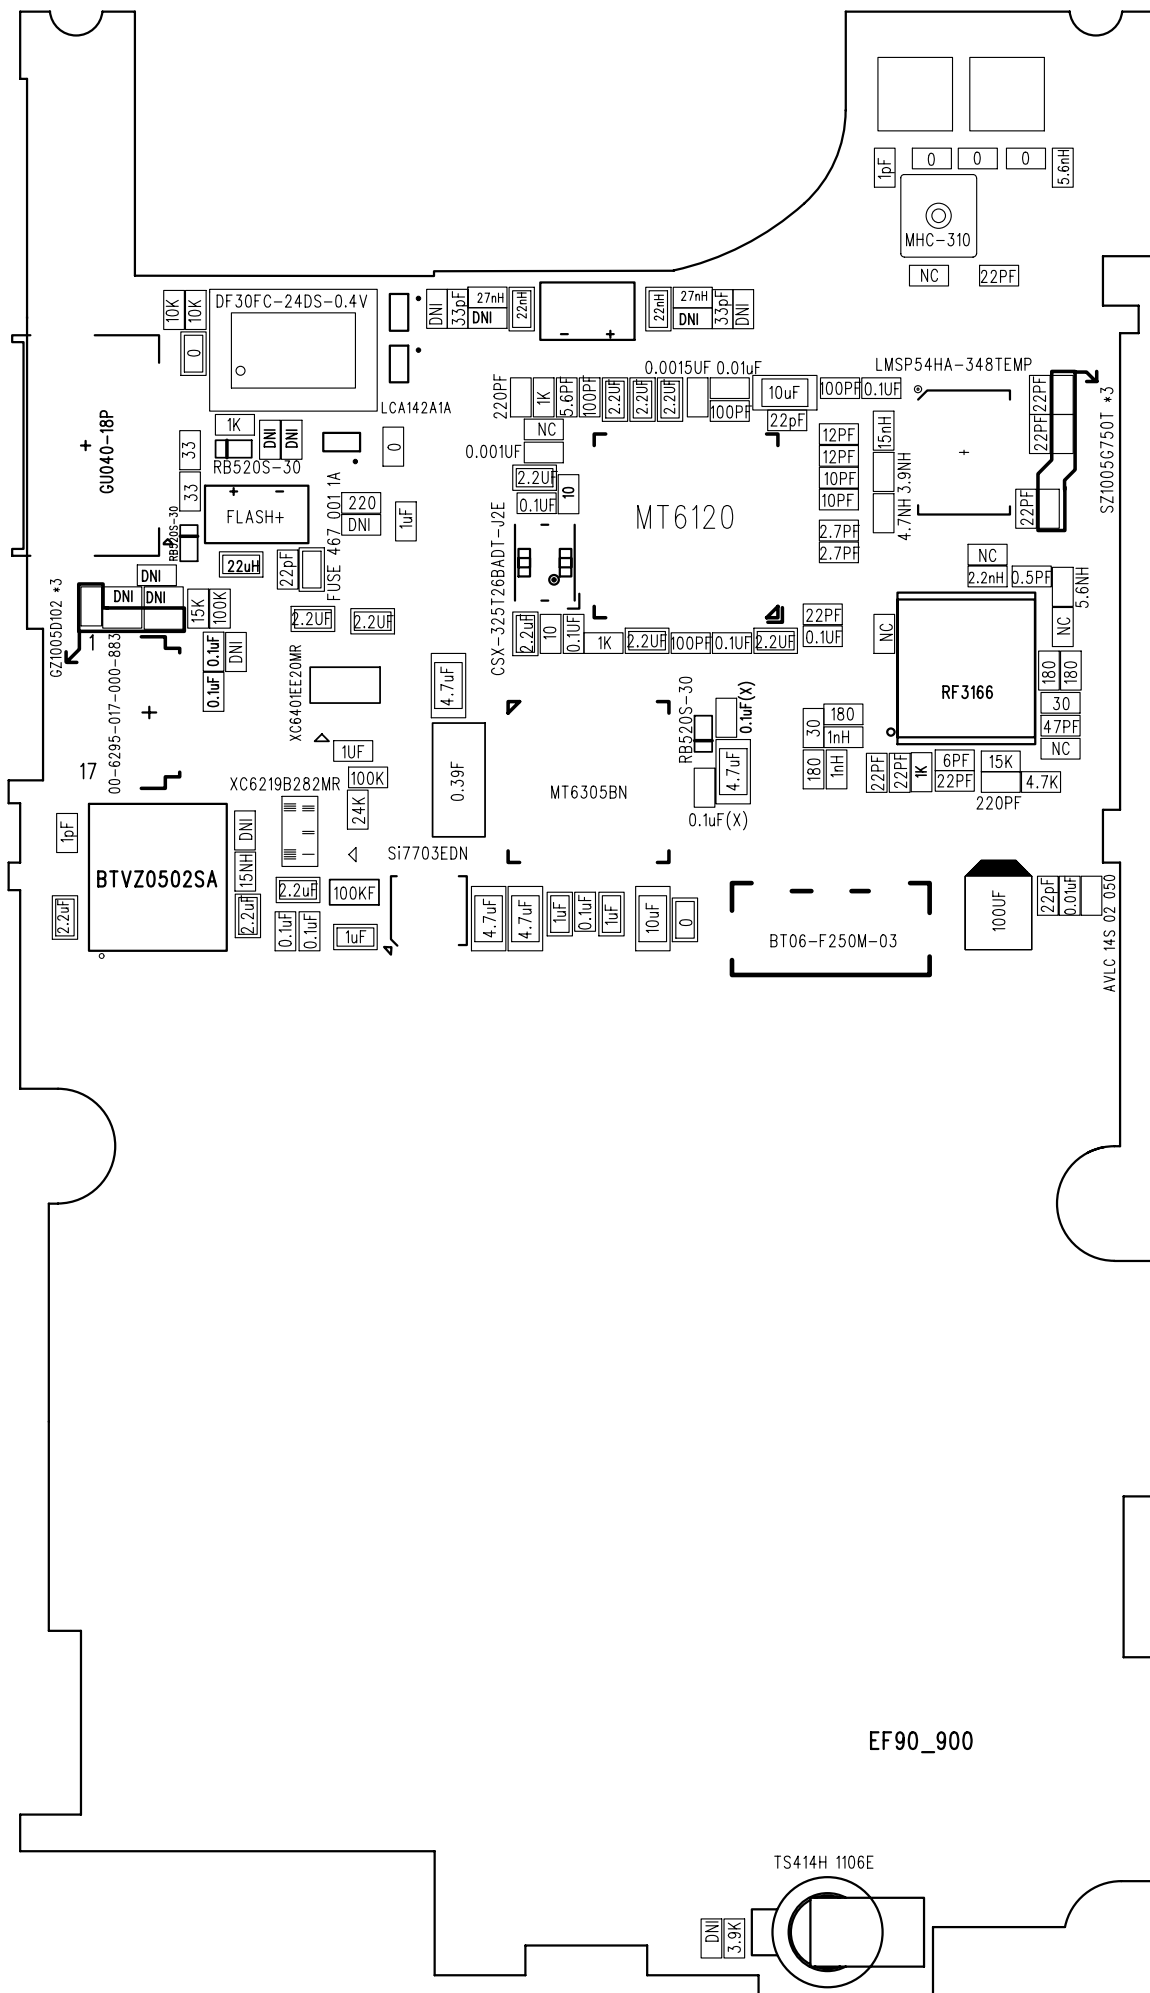 1pF
0
0
0
5.6nH
MHC-310
NC
22PF
10K
10K
DF30FC-24DS-0.4V
DNI
33pF
27nH
DNI
22nH
- +
22nH
27nH
DNI
33pF
DNI
0
LCA142A1A
0.0015UF
0.01uF
LMSP54HA-348TEMP
220PF
1K
5.6PF
100PF
2.2UF
2.2UF
2.2UF
100PF
10uF
22pF
100PF
0.1UF
22PF
22PF
22PF
SZ1005G750T *3
+
GU040-18P
33
33
1K
RB520S-30
DNI
DNI
0
NC
0.001UF
2.2UF
0.1UF
10
MT6120
12PF
12PF
10PF
10PF
15nH
3.9NH
4.7NH
+
+ -
FLASH+
FUSE 467 001 1A
220
DNI
1uF
RB520S-30
22uH
22pF
CSX-325T26BADT-J2E
2.7PF
2.7PF
NC
2.2nH
0.5PF
5.6NH
NC
DNI
DNI
DNI
15K
100K
2.2UF
2.2UF
GZ1005D102 *3
1
00-6295-017-000-883
+
17
0.1uF
0.1uF
DNI
XC6401EE20MR
2.2uF
10
0.1UF
1K
2.2UF
100PF
0.1UF
2.2UF
22PF
0.1UF
NC
RF3166
180
180
30
47PF
NC
4.7uF
RB520S-30
0.1uF(X)
4.7uF
0.1uF(X)
30
180
1nH
180
1nH
22PF
22PF
1K
6PF
22PF
15K
4.7K
220PF
1UF
100K
24K
XC6219B282MR
0.39F
MT6305BN
Si7703EDN
1pF
BTVZ0502SA
DNI
15NH
2.2uF
2.2uF
2.2uF
100KF
0.1uF
0.1uF
1uF
4.7uF
4.7uF
1uF
0.1uF
1uF
10uF
0
BT06-F250M-03
100UF
22pF
0.01uF
AVLC 14S 02 050
EF90_900
TS414H 1106E
DNI
3.9K